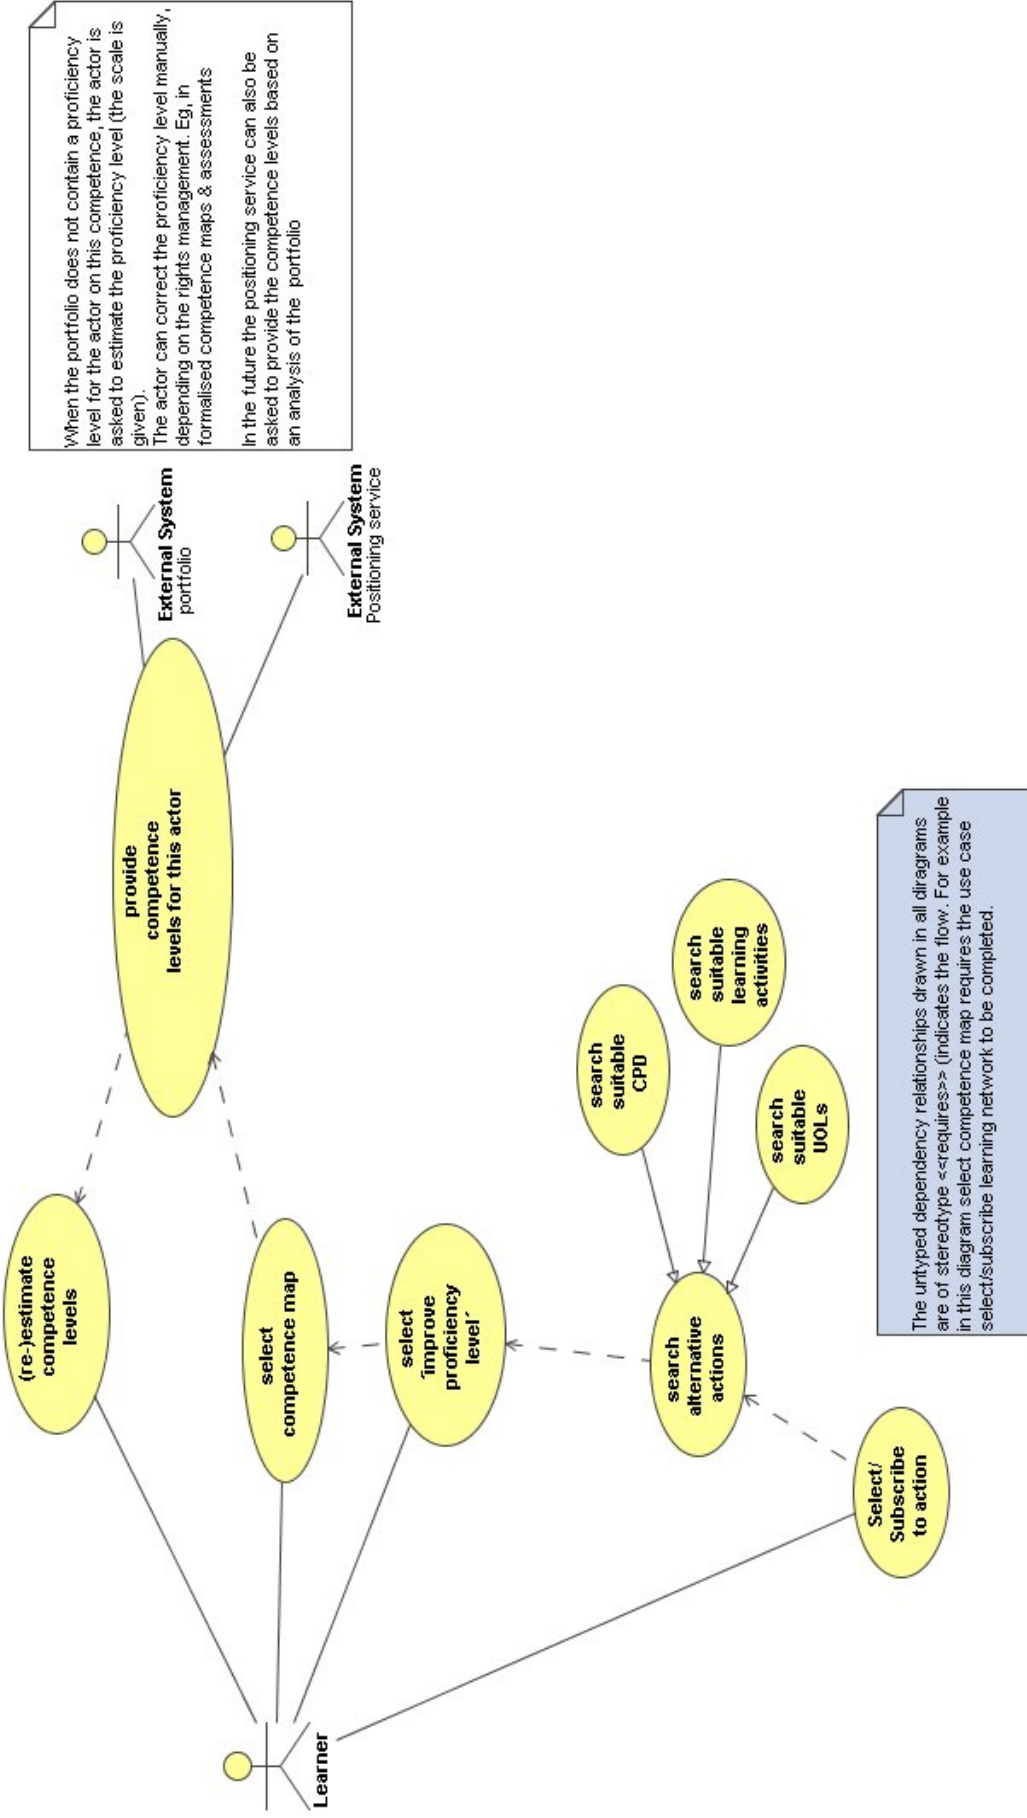 (re-)estimate
competence
levels
provide
competence
levels for this actor
External System
portfolio
When the portfolio does not contain a proficiency
level for the actor on this competence, the actor is
asked to estimate the proficiency level (the scale is
given).
The actor can correct the proficiency level manually,
depending on the rights management. Eg, in
formalised competence maps & assessments
In the future the positioning service can also be
asked to provide the competence levels based on
an analysis of the portfolio
External System
Positioning service
Learner
select
competence map
select
´improve
proficiency
level´
search
alternative
actions
search
suitable
CPD
search
suitable
learning
activities
search
suitable
UOLs
Select/
Subscribe
to action
The untyped dependency relationships drawn in all diragrams
are of stereotype <<requires>> (indicates the flow. For example
in this diagram select competence map requires the use case
select/subscribe learning network to be completed.